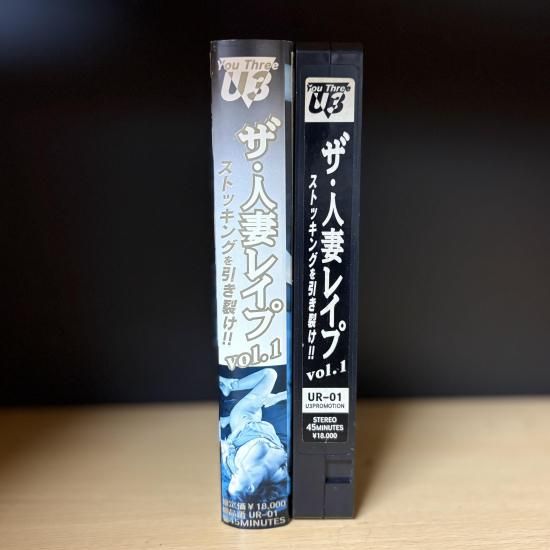 You Three
U3
ザ・人妻レイプ
ストッキングを引き裂け!!
vol.1
定価¥18,000
UR-01
45MINUTES
You Three
U3
ザ・人妻レイプ
ストッキングを引き裂け!!
vol.1
UR-01
U3PROMOTION
STEREO
45MINUTES
¥18.000